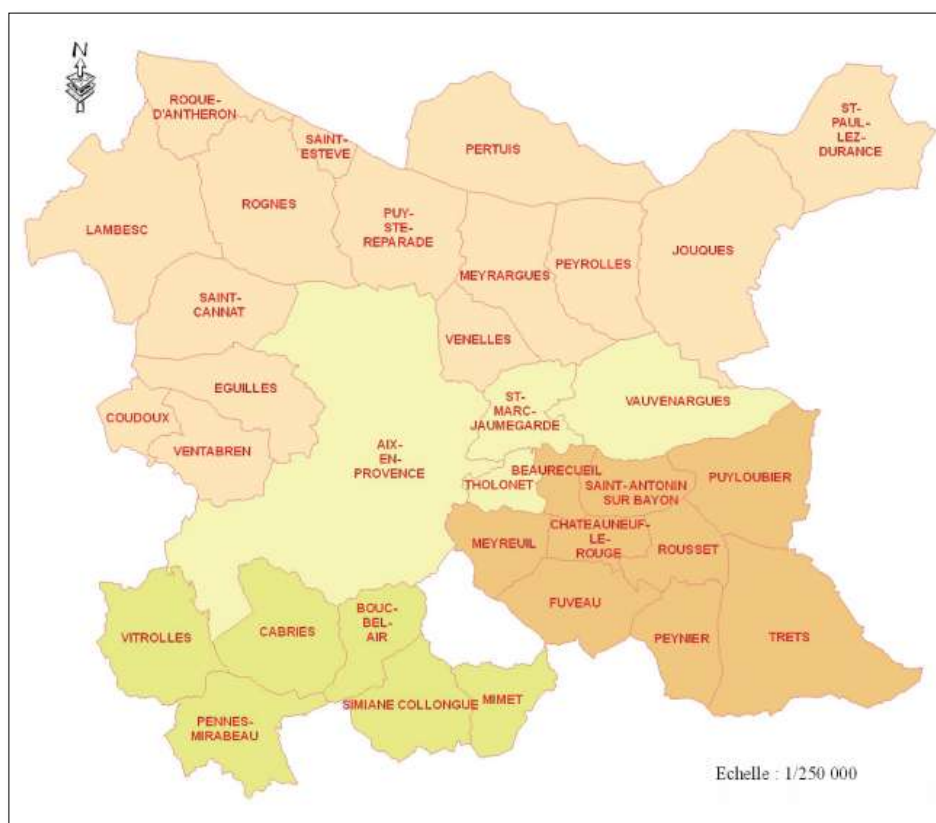 N
ROQUE-
D'ANTHERON
SAINT-
ESTEVE
PERTUIS
ST-
PAUL-
LEZ-
DURANCE
LAMBESC
ROGNES
PUY-
STE-
REPARADE
MEYRARGUES
PEYROLLES
JOUQUES
SAINT-
CANNAT
VENELLES
EGUILLES
ST-
MARC-
JAUMEGARDE
VAUVENARGUES
COUDOUX
VENTABREN
AIX-
EN-
PROVENCE
THOLONET
BEAURECUEIL
SAINT-ANTONIN
SUR BAYON
PUYLOUBIER
MEYREUIL
CHATEAUNEUF-
LE-
ROUGE
ROUSSET
FUVEAU
PEYNIER
TRETS
VITROLLES
CABRIES
BOUC-
BEL-
AIR
PENNES-
MIRABEAU
SIMIANE COLLONGUE
MIMET
Echelle : 1/250 000